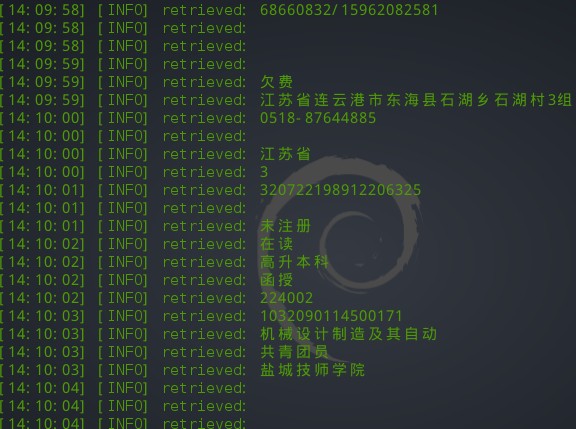 [14:09:58] [INFO] retrieved: 68660832/15962082581
[14:09:58] [INFO] retrieved:
[14:09:58] [INFO] retrieved:
[14:09:59] [INFO] retrieved:
[14:09:59] [INFO] retrieved: 欠费
[14:09:59] [INFO] retrieved: 江苏省连云港市东海县石湖乡石湖村3组
[14:10:00] [INFO] retrieved: 0518-87644885
[14:10:00] [INFO] retrieved:
[14:10:00] [INFO] retrieved: 江苏省
[14:10:00] [INFO] retrieved: 3
[14:10:01] [INFO] retrieved: 320722198912206325
[14:10:01] [INFO] retrieved:
[14:10:01] [INFO] retrieved: 未注册
[14:10:02] [INFO] retrieved: 在读
[14:10:02] [INFO] retrieved: 高升本科
[14:10:02] [INFO] retrieved: 函授
[14:10:02] [INFO] retrieved: 224002
[14:10:03] [INFO] retrieved: 1032090114500171
[14:10:03] [INFO] retrieved: 机械设计制造及其自动
[14:10:03] [INFO] retrieved: 共青团员
[14:10:03] [INFO] retrieved: 盐城技师学院
[14:10:04] [INFO] retrieved:
[14:10:04] [INFO] retrieved:
[14:10:04] [INFO] retrieved: